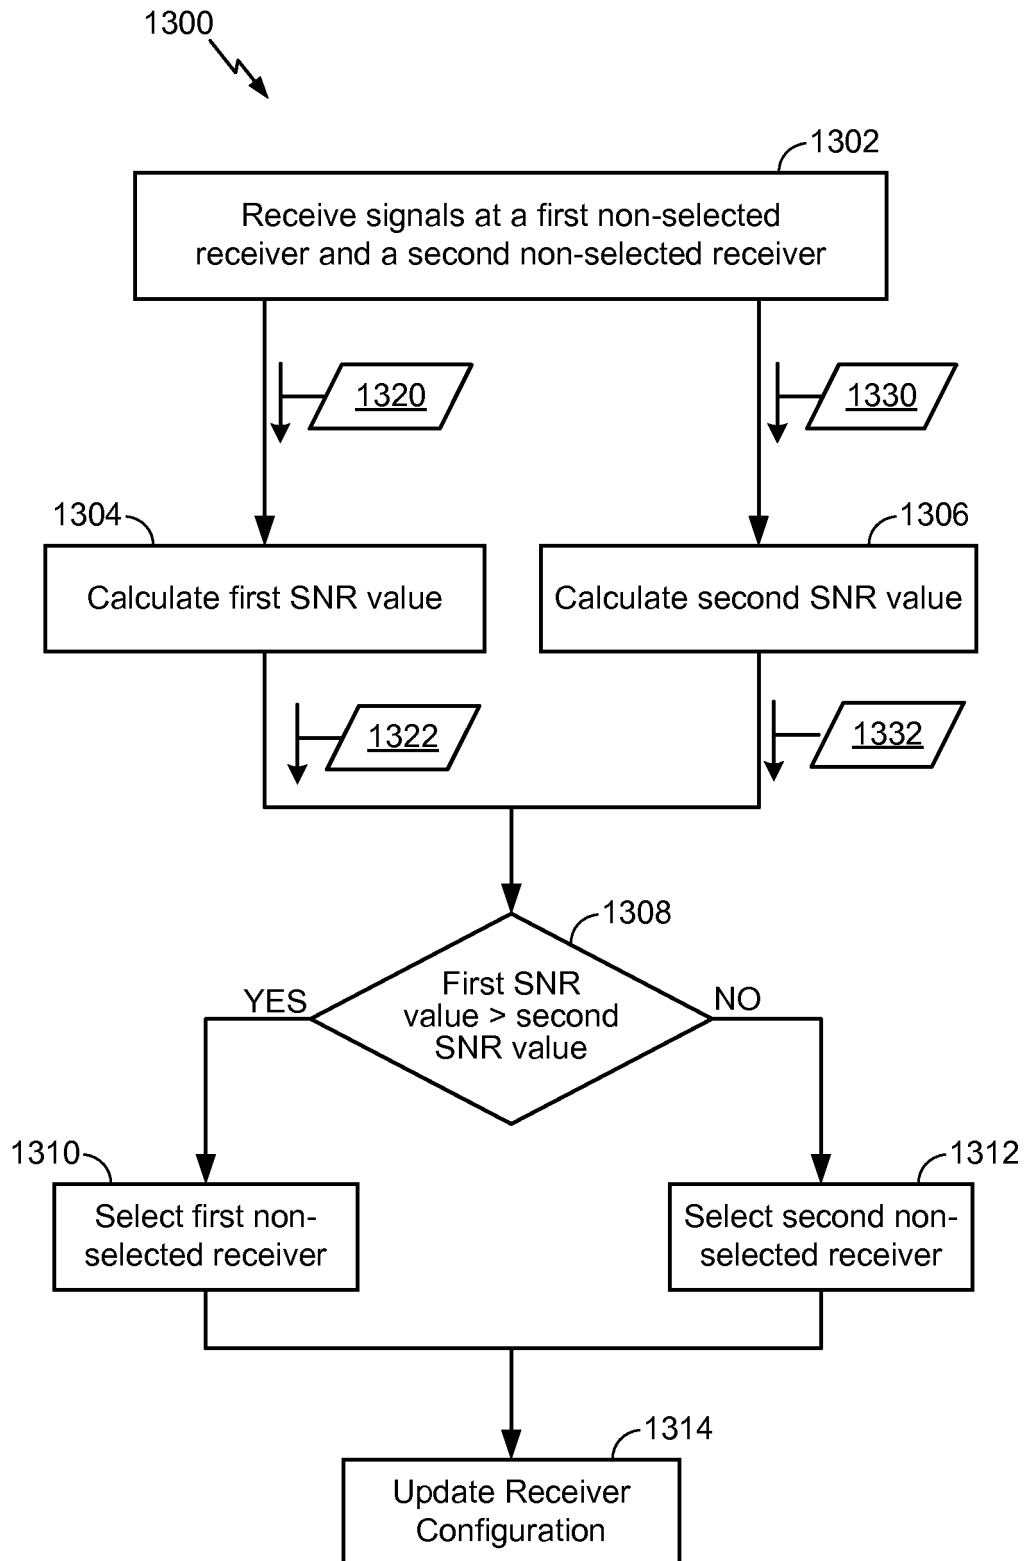 1300
1302
Receive signals at a first non-selected
receiver and a second non-selected receiver
1320
1330
1304
1306
Calculate first SNR value
Calculate second SNR value
1322
1332
1308
First SNR
value > second
SNR value
YES
NO
1310
1312
Select first non-
selected receiver
Select second non-
selected receiver
1314
Update Receiver
Configuration